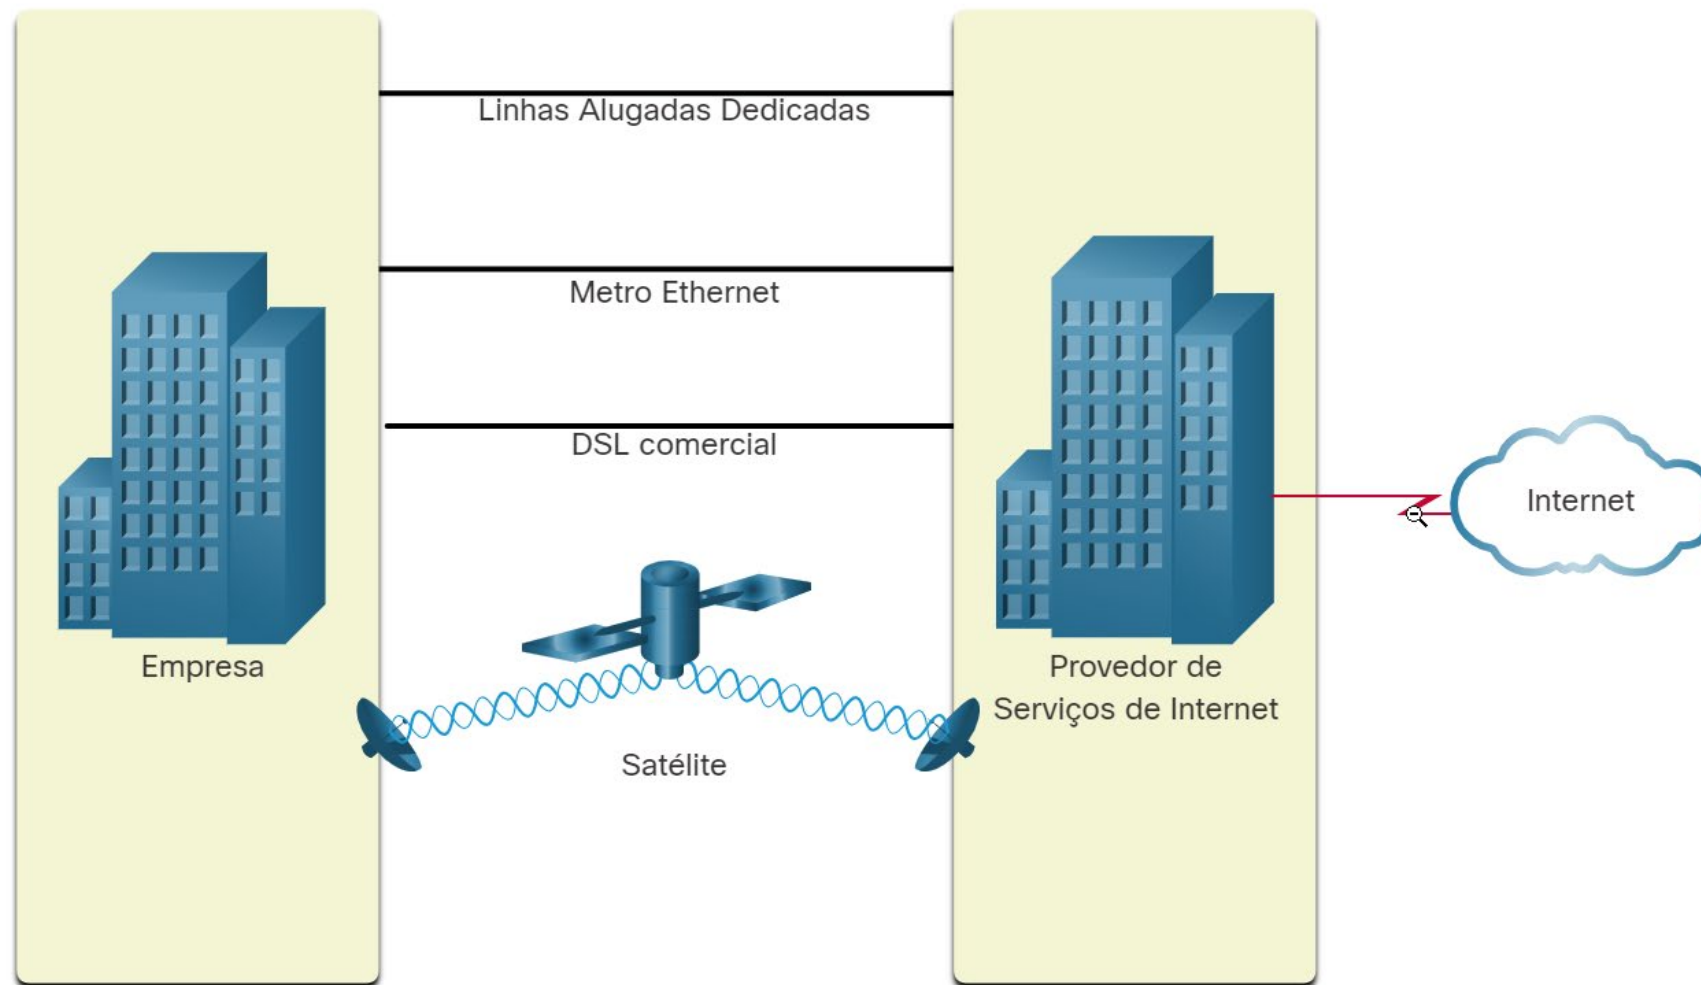 Linhas Alugadas Dedicadas
Metro Ethernet
DSL comercial
Internet
Empresa
Provedor de
Serviços de Internet
Satélite